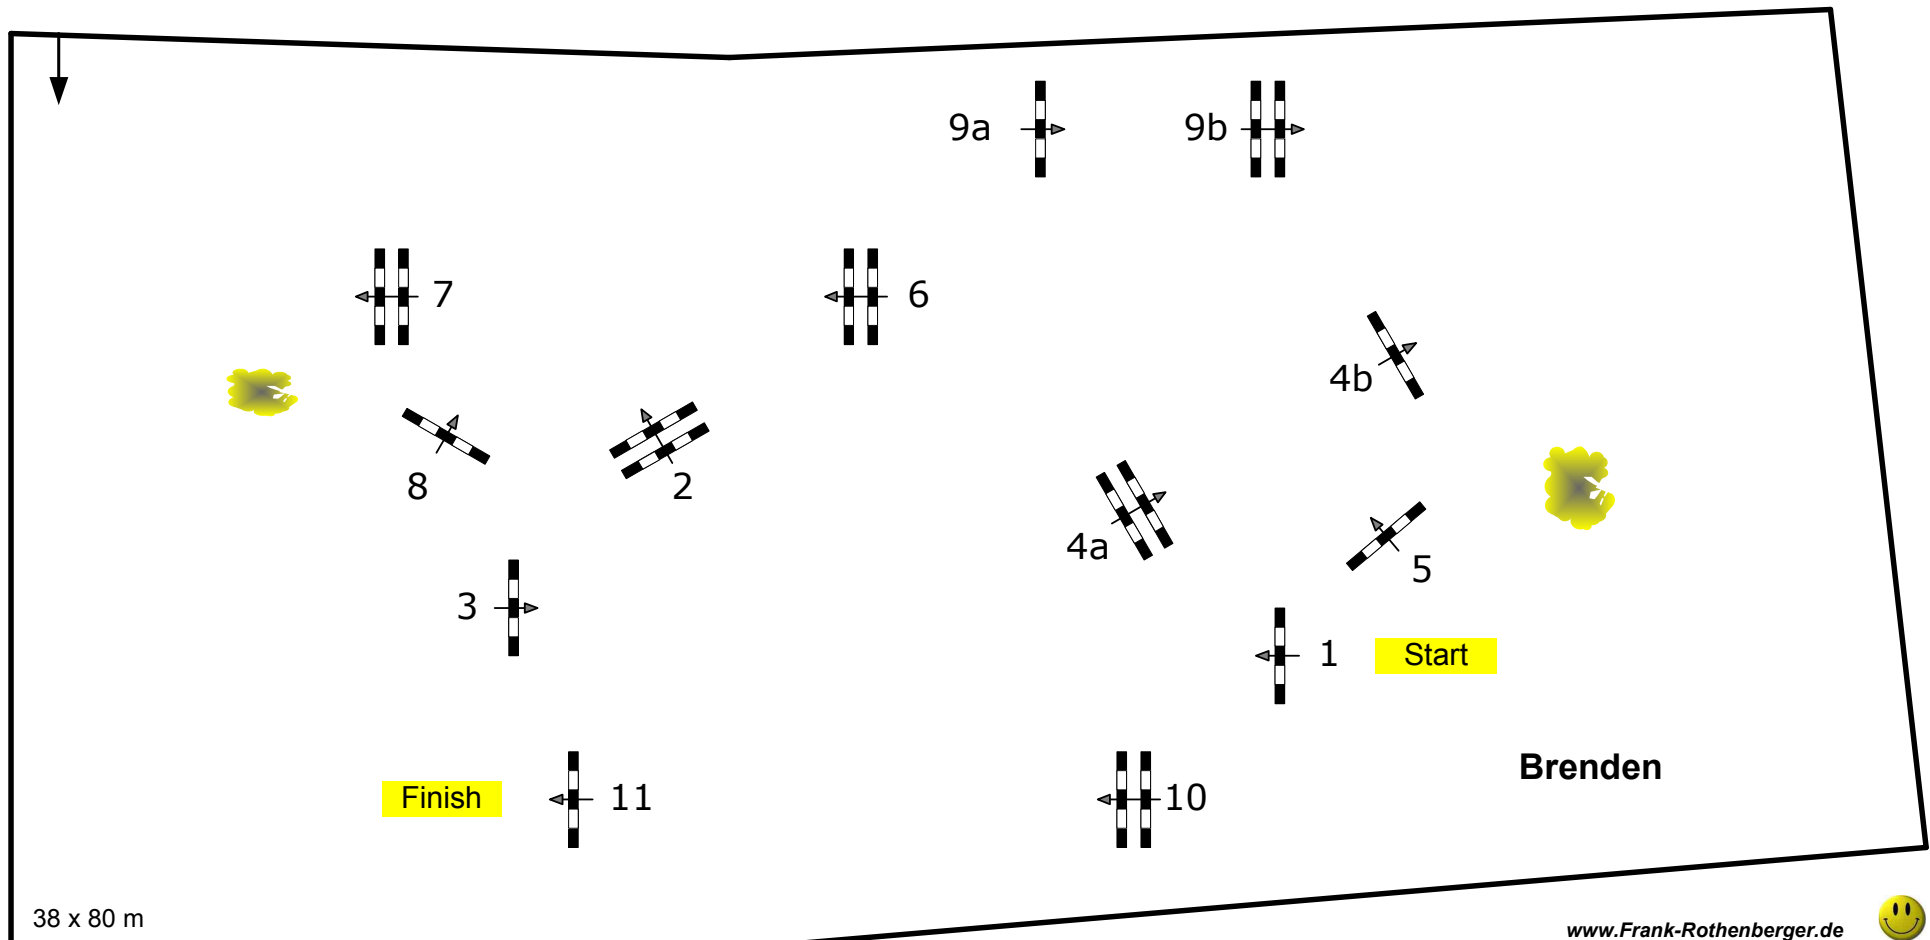 9a
9b
7
6
4b
8
2
4a
5
3
1
Start
Brenden
Finish
11
10
38 x 80 m
www.Frank-Rothenberger.de